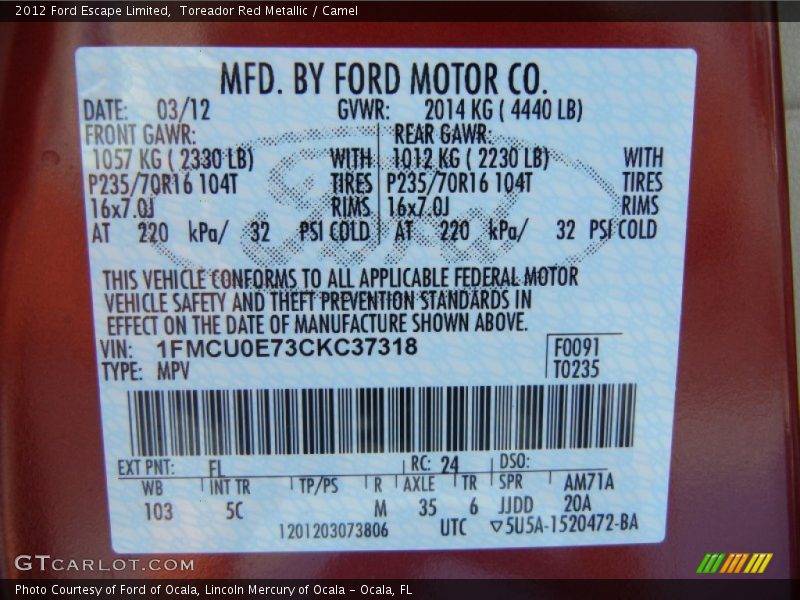 2012 Ford Escape Limited,  Toreador Red Metallic / Camel
MFD. BY FORD MOTOR CO.
DATE: 03/12 GVWR: 2014 KG ( 4440 LB)
FRONT GAWR: REAR GAWR:
1057 KG ( 2330 LB) WITH 1012 KG ( 2230 LB) WITH
P235/70R16 104T TIRES P235/70R16 104T TIRES
16x7.0J RIMS 16x7.0J RIMS
AT 220 kPa/ 32 PSI COLD AT 220 kPa/ 32 PSI COLD
THIS VEHICLE CONFORMS TO ALL APPLICABLE FEDERAL MOTOR
VEHICLE SAFETY AND THEFT PREVENTION STANDARDS IN
EFFECT ON THE DATE OF MANUFACTURE SHOWN ABOVE.
VIN: 1FMCU0E73CKC37318 F0091
TYPE: MPV T0235
EXT PNT: FL RC: 24 DSO:
WB INT TR TP/PS R AXLE TR SPR AM71A
103 5C M 35 6 JJDD 20A
1201203073806 UTC ▽5U5A-1520472-BA
GTCARCOT.COM
Photo Courtesy of Ford of Ocala, Lincoln Mercury of Ocala - Ocala, FL